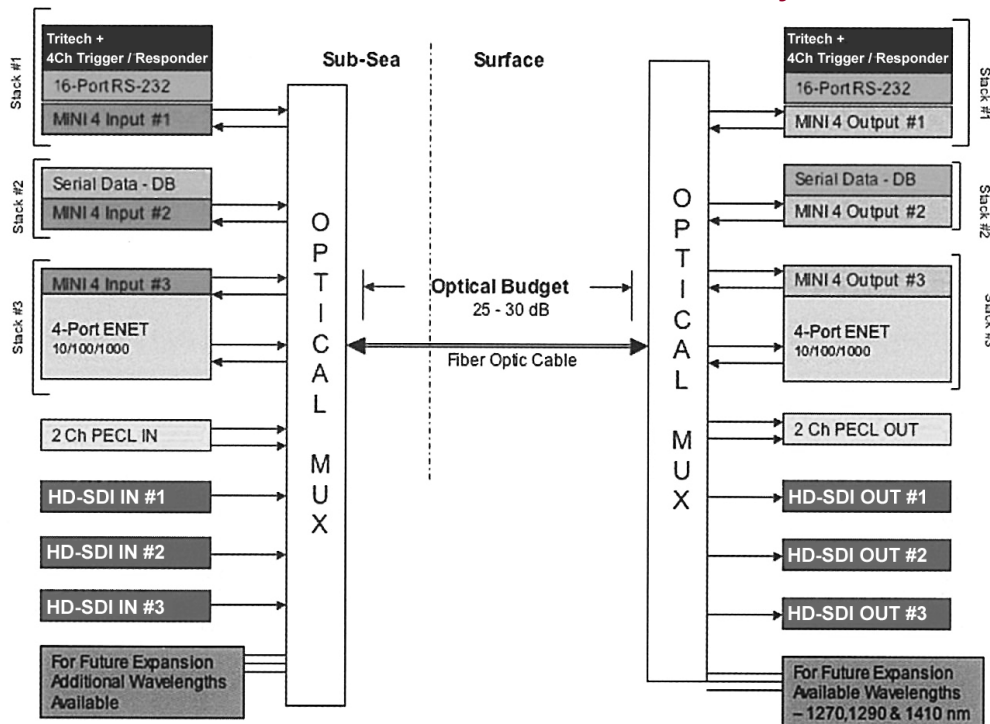 Stack #1
Tritech +
4Ch Trigger / Responder
16-Port RS-232
MINI 4 Input #1
Stack #2
Serial Data - DB
MINI 4 Input #2
Stack #3
MINI 4 Input #3
4-Port ENET
10/100/1000
2 Ch PECL IN
HD-SDI IN #1
HD-SDI IN #2
HD-SDI IN #3
For Future Expansion
Additional Wavelengths
Available
OPTICAL MUX
Sub-Sea
Surface
Optical Budget
25 - 30 dB
Fiber Optic Cable
OPTICAL MUX
Tritech +
4Ch Trigger / Responder
16-Port RS-232
MINI 4 Output #1
Stack #1
Serial Data - DB
MINI 4 Output #2
Stack #2
MINI 4 Output #3
4-Port ENET
10/100/1000
2 Ch PECL OUT
HD-SDI OUT #1
HD-SDI OUT #2
HD-SDI OUT #3
For Future Expansion
Available Wavelengths
– 1270,1290 & 1410 nm